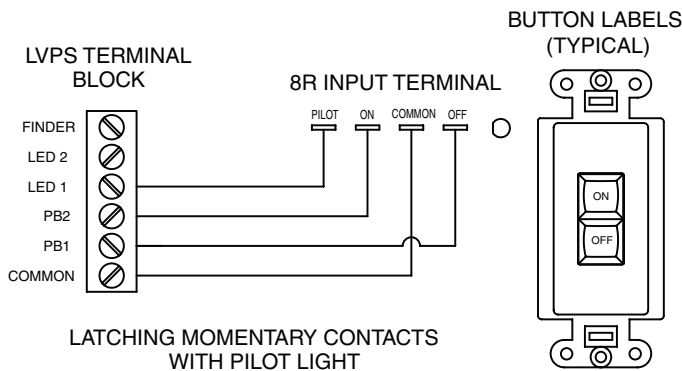 BUTTON LABELS
(TYPICAL)
LVPS TERMINAL
BLOCK
8R INPUT TERMINAL
PILOT ON COMMON OFF
FINDER
LED 2
LED 1
PB2
PB1
COMMON
ON
OFF
LATCHING MOMENTARY CONTACTS
WITH PILOT LIGHT